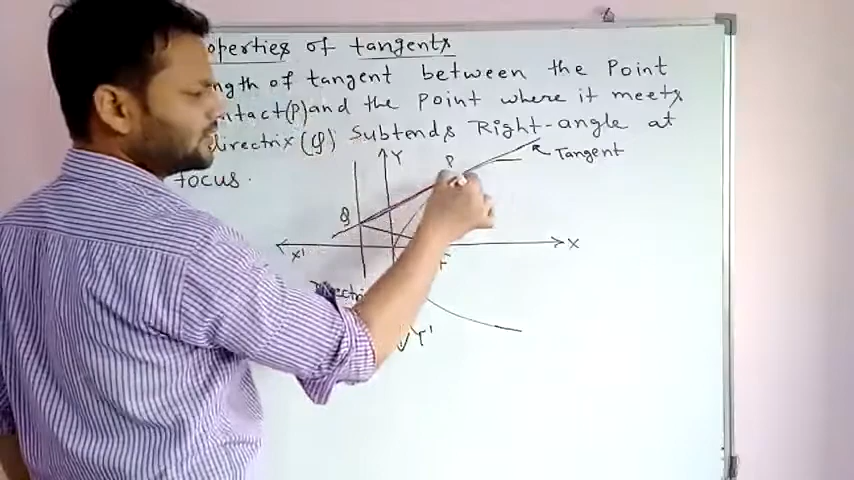 operties of tangents
ngth of tangent between the Point
ntact(P) and the Point where it meets
directrix (Q) Subtends Right-angle at
focus.
Y
P
Tangent
Q
X'
X
Directri
Y'